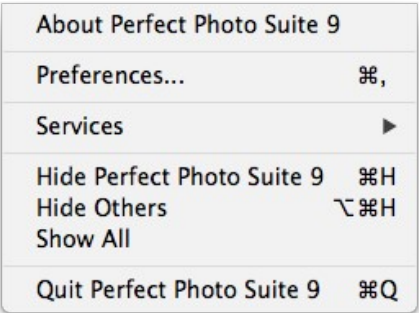 About Perfect Photo Suite 9
Preferences... ⌘,
Services ▶
Hide Perfect Photo Suite 9 ⌘H
Hide Others ⌥⌘H
Show All
Quit Perfect Photo Suite 9 ⌘Q